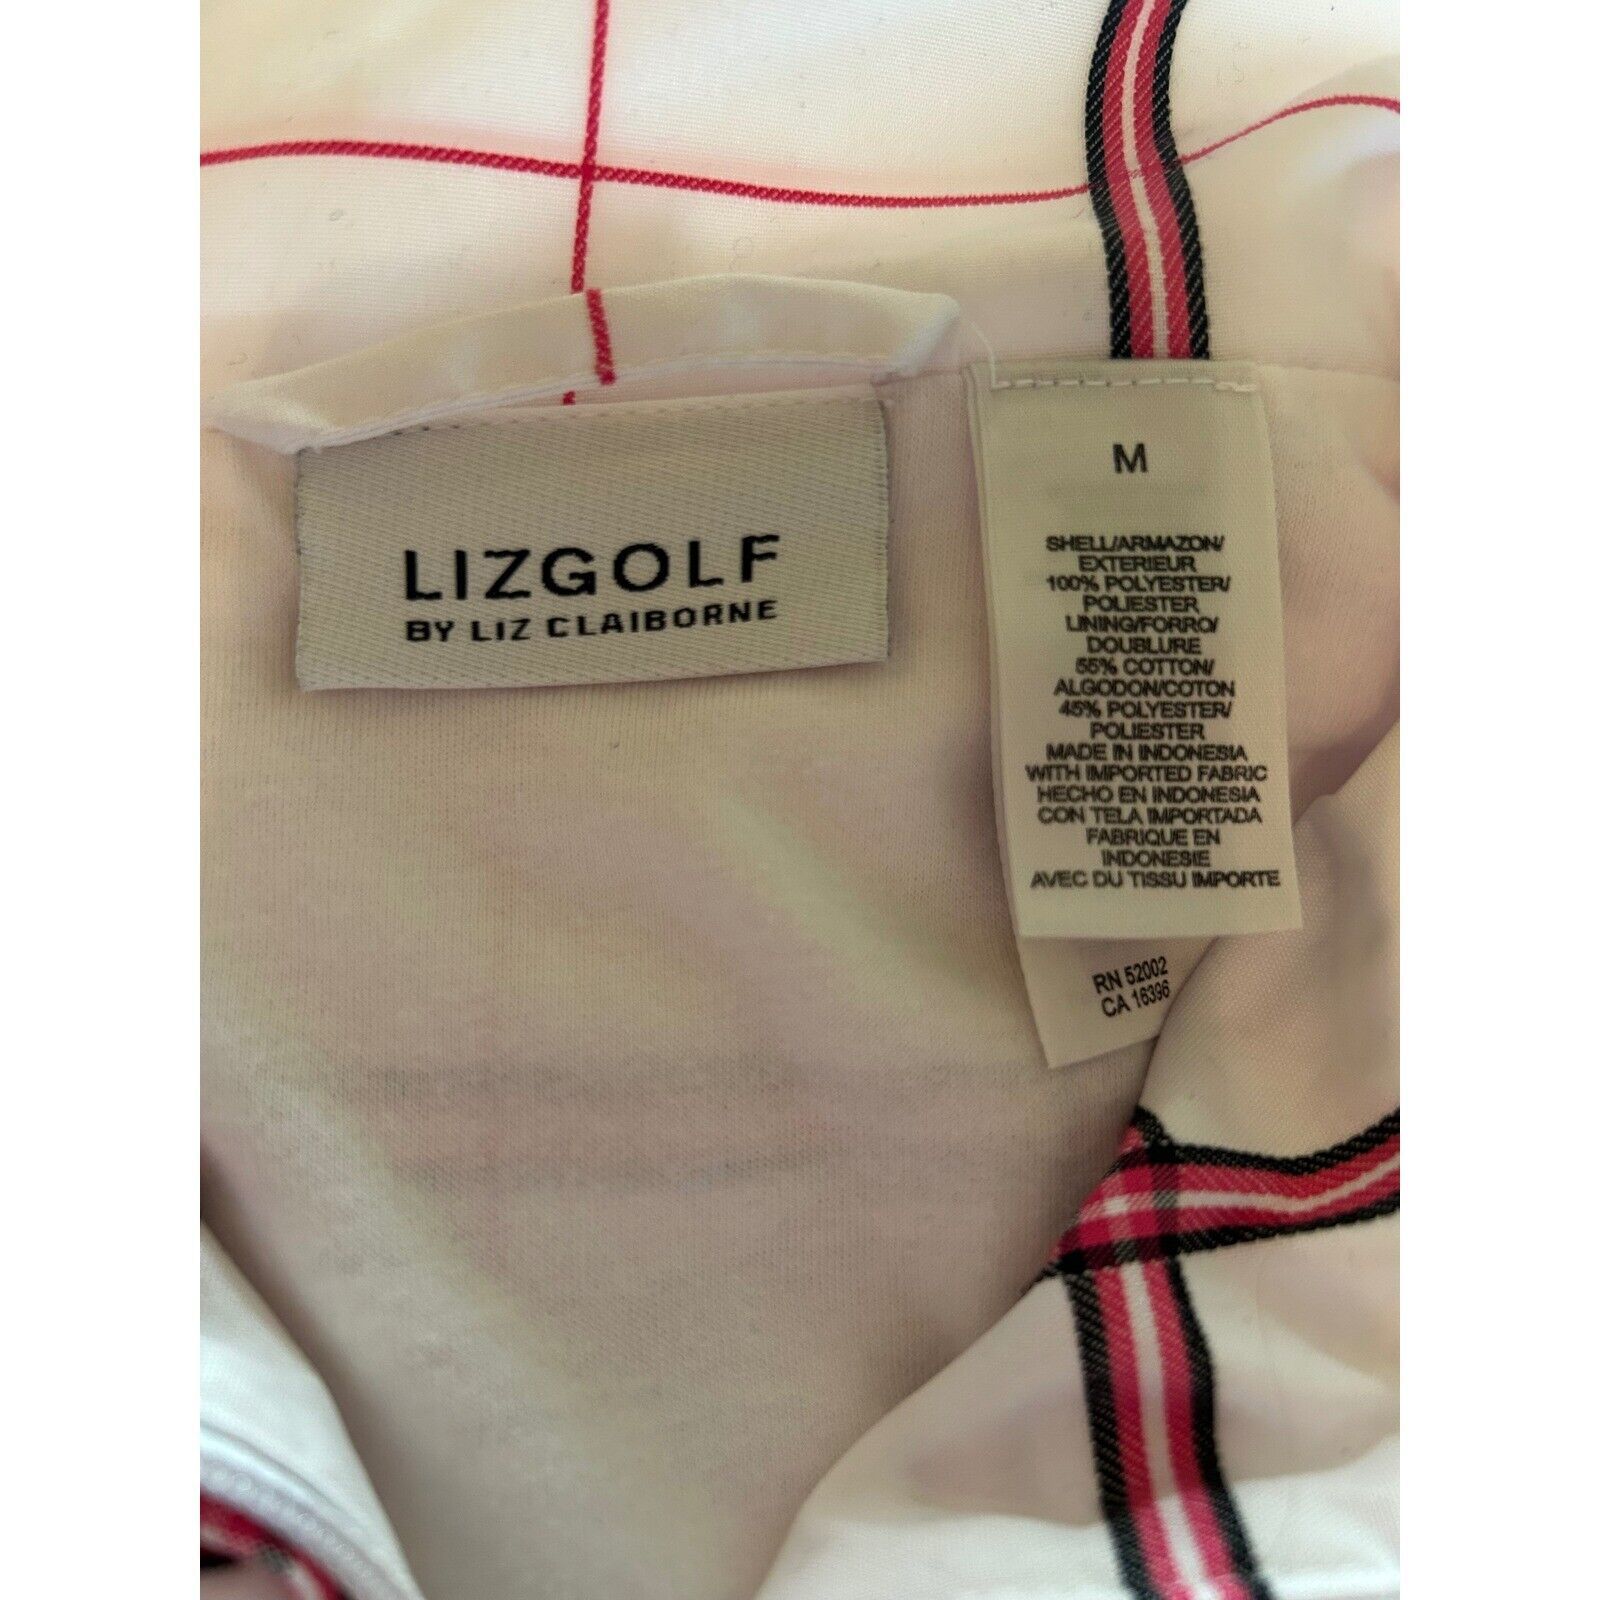 LIZGOLF
BY LIZ CLAIBORNE
M
SHELL/ARMAZON/
EXTERIEUR
100% POLYESTER/
POLIESTER
LINING/FORRO/
DOUBLURE
55% COTTON/
ALGODON/COTON
45% POLYESTER/
POLIESTER
MADE IN INDONESIA
WITH IMPORTED FABRIC
HECHO EN INDONESIA
CON TELA IMPORTADA
FABRIQUE EN
INDONESIE
AVEC DU TISSU IMPORTE
RN 52002
CA 16396